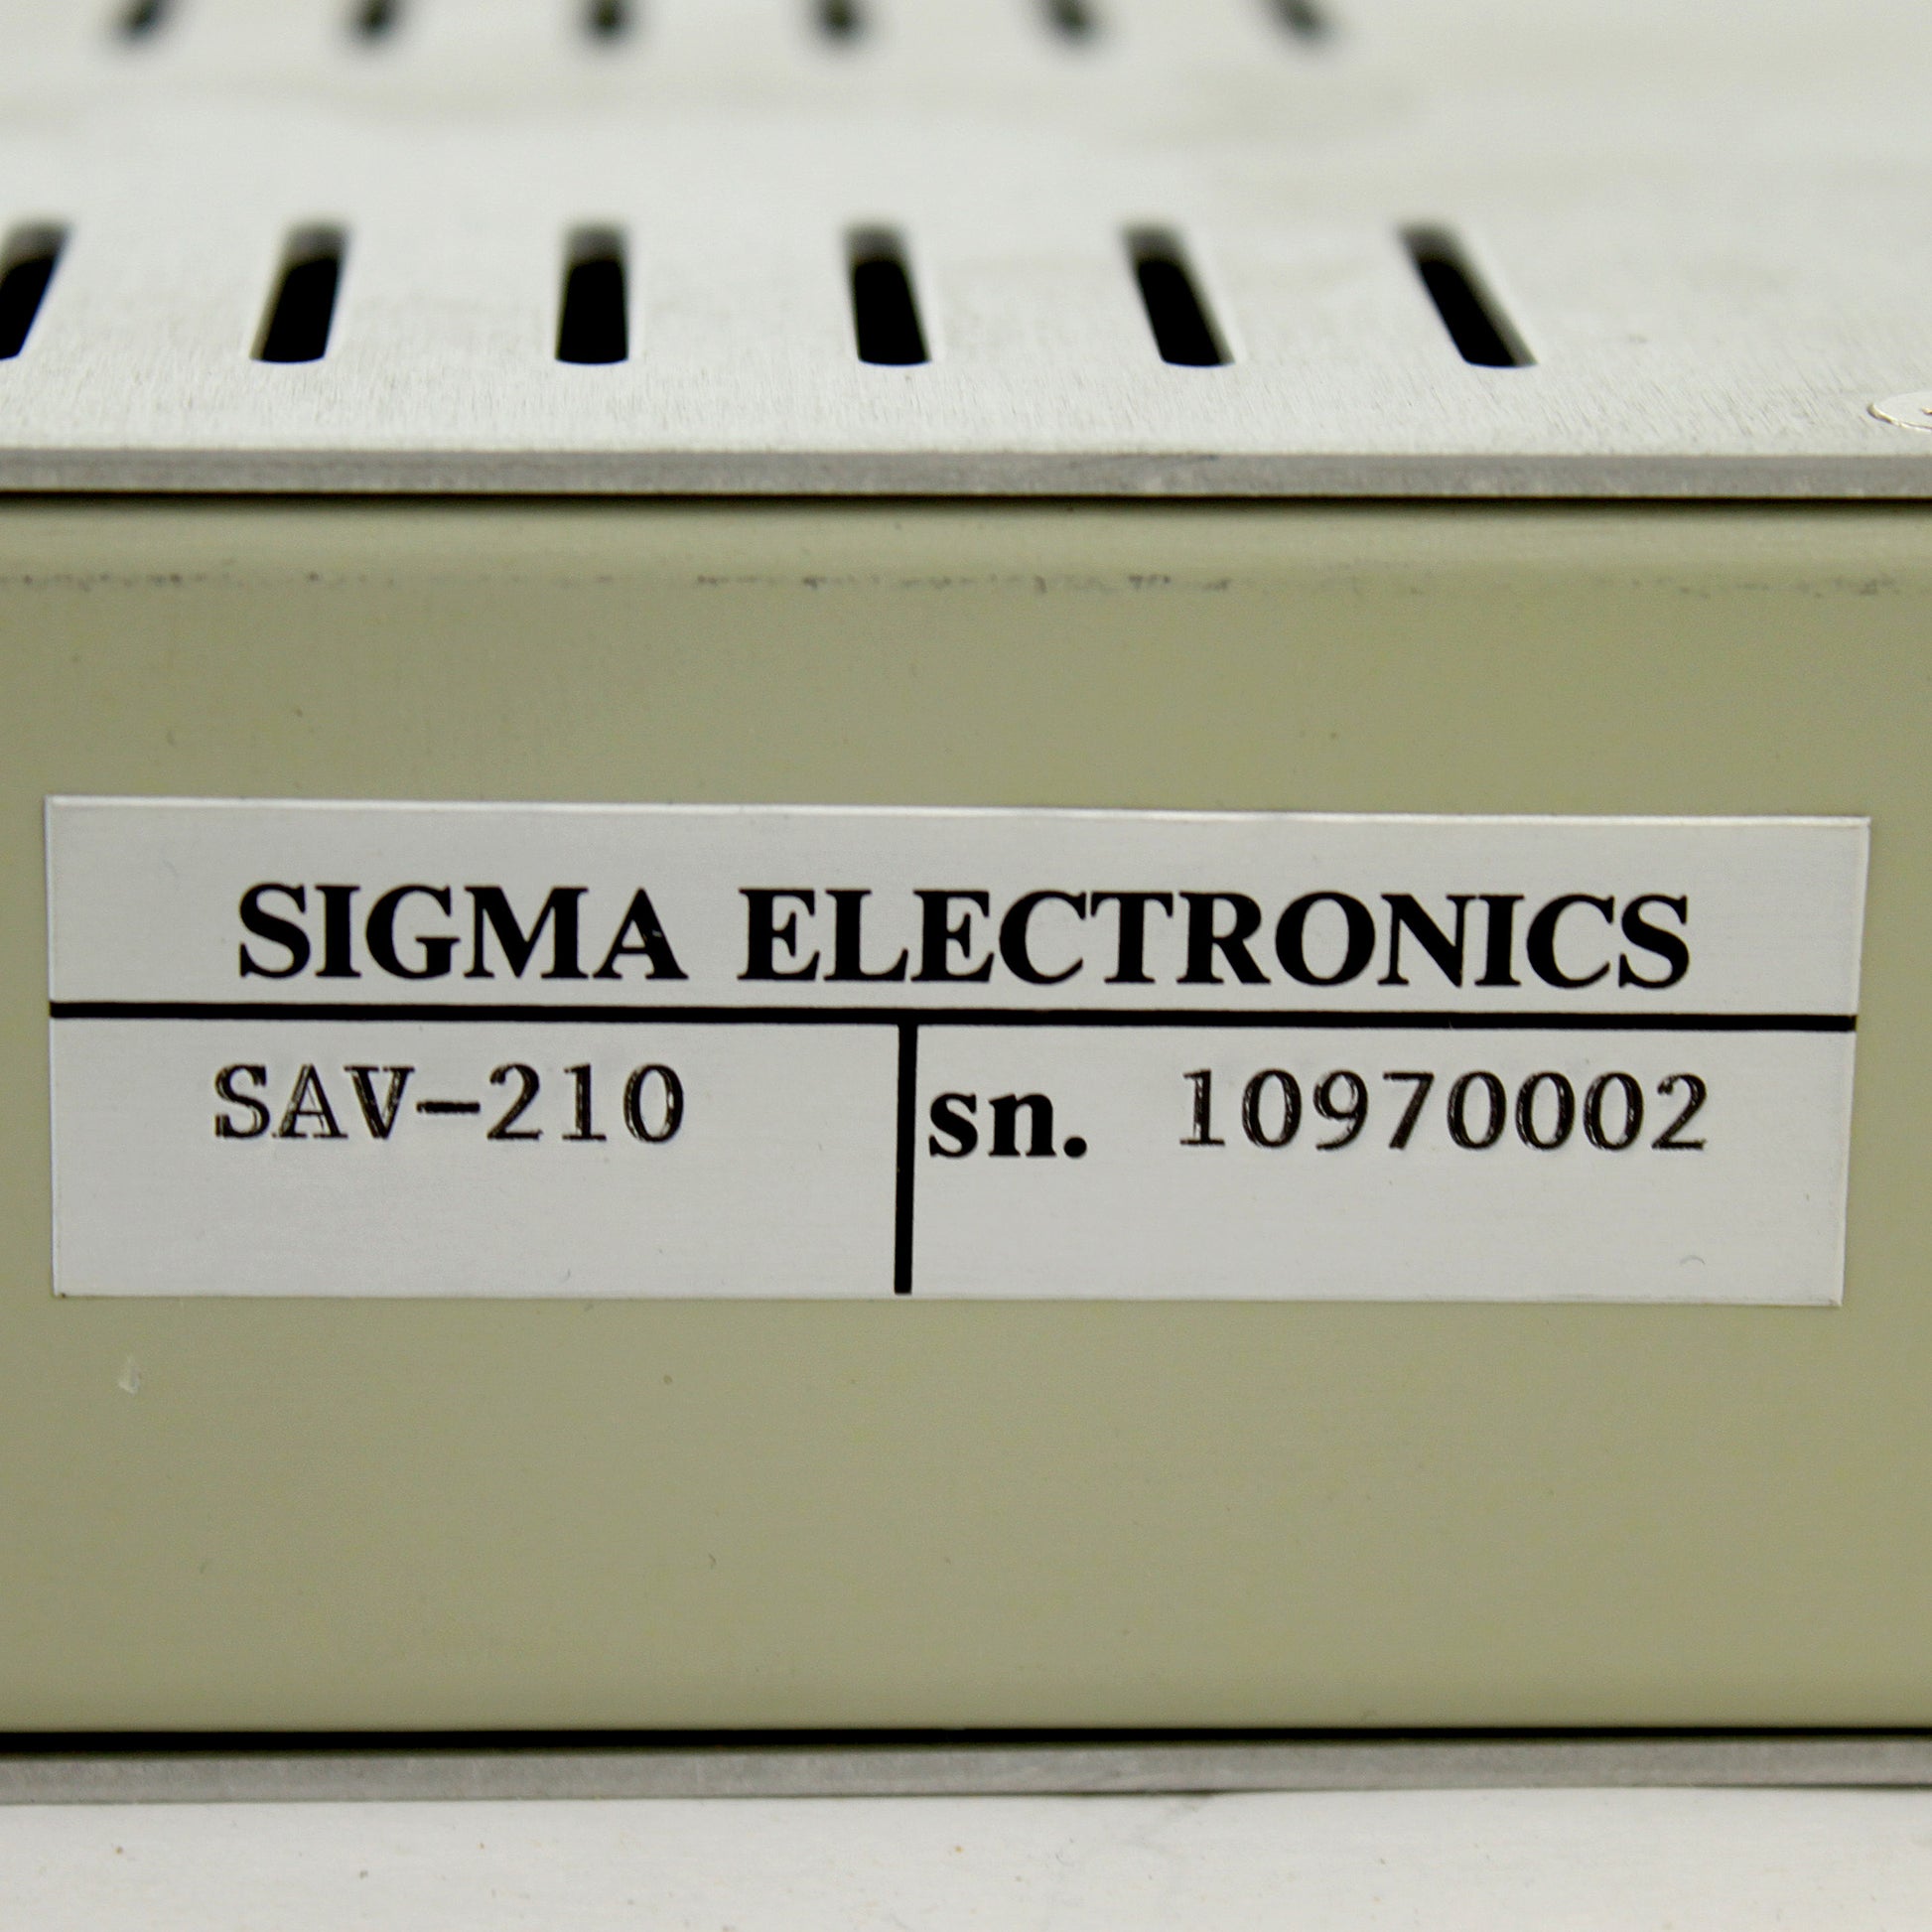 SIGMA ELECTRONICS
SAV-210
sn. 10970002